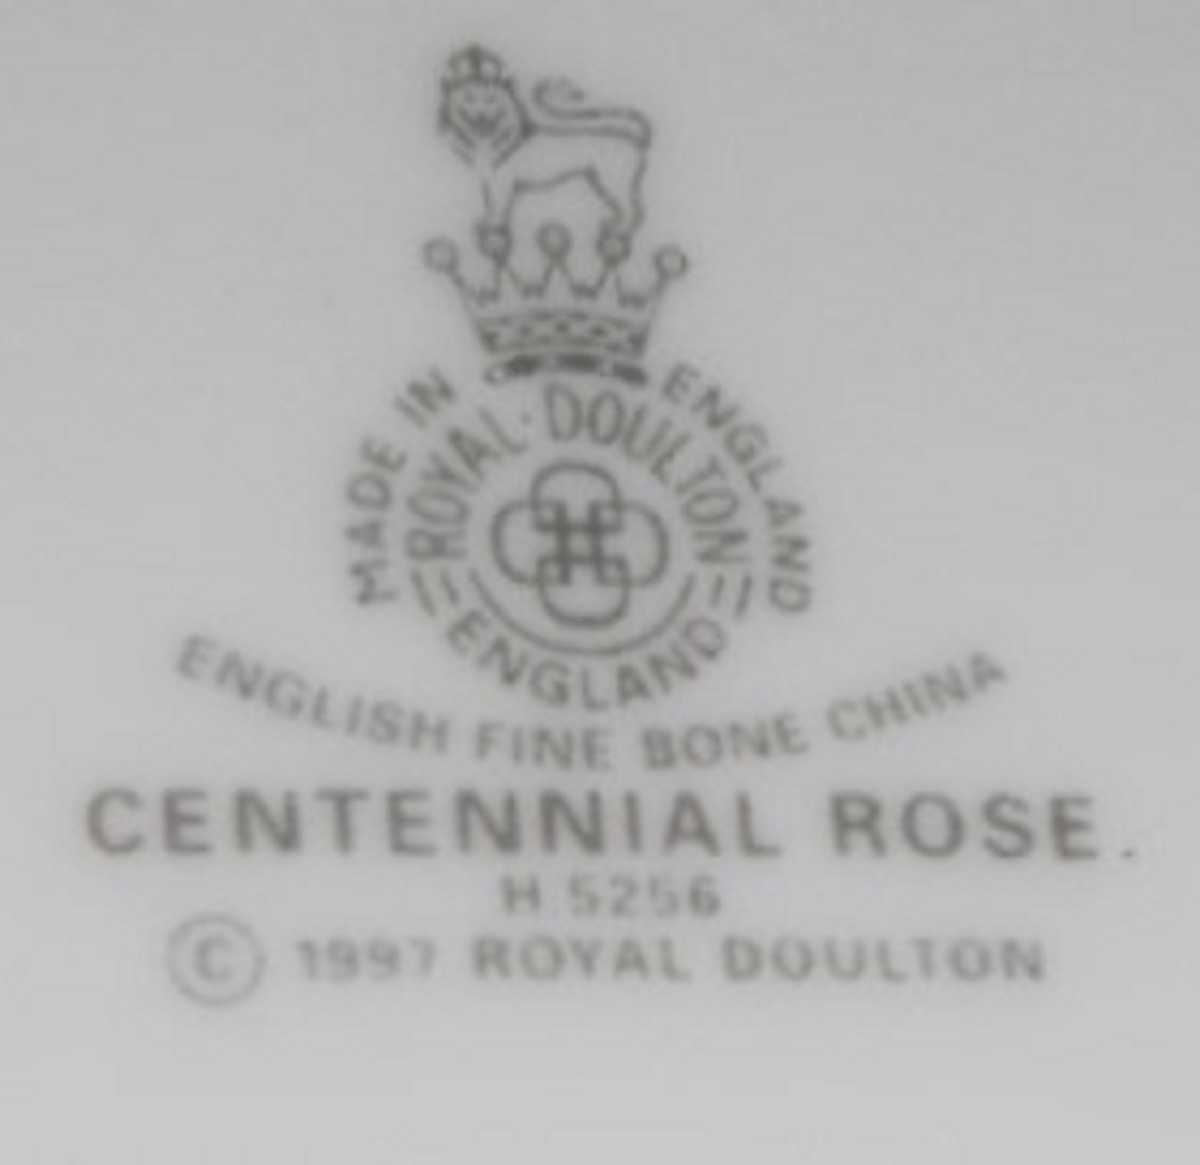 MADE IN ENGLAND
ROYAL · DOULTON
ENGLAND
ENGLISH FINE BONE CHINA
CENTENNIAL ROSE.
H.5256
© 1997 ROYAL DOULTON